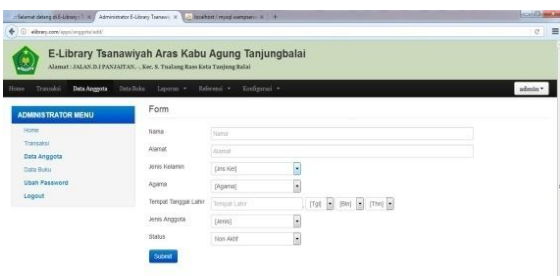 :: Selamat datang di E-Library :: Administrator E-Library Tsanawi localhost / mysql wampserv
elibrary.com/apps/anggota/add/
E-Library Tsanawiyah Aras Kabu Agung Tanjungbalai
Alamat : JALAN.D.I PANJAITAN, -, Kec. S. Tualang Raso Kota Tanjung Balai
Home Transaksi Data Anggota Data Buku Laporan Referensi Konfigurasi admin
ADMINISTRATOR MENU
Home
Transaksi
Data Anggota
Data Buku
Ubah Password
Logout
Form
Nama Nama
Alamat Alamat
Jenis Kelamin [Jns Kel]
Agama [Agama]
Tempat Tanggal Lahir Tempat Lahir , [Tgl] [Bln] [Thn]
Jenis Anggota [Jenis]
Status Non Aktif
Submit